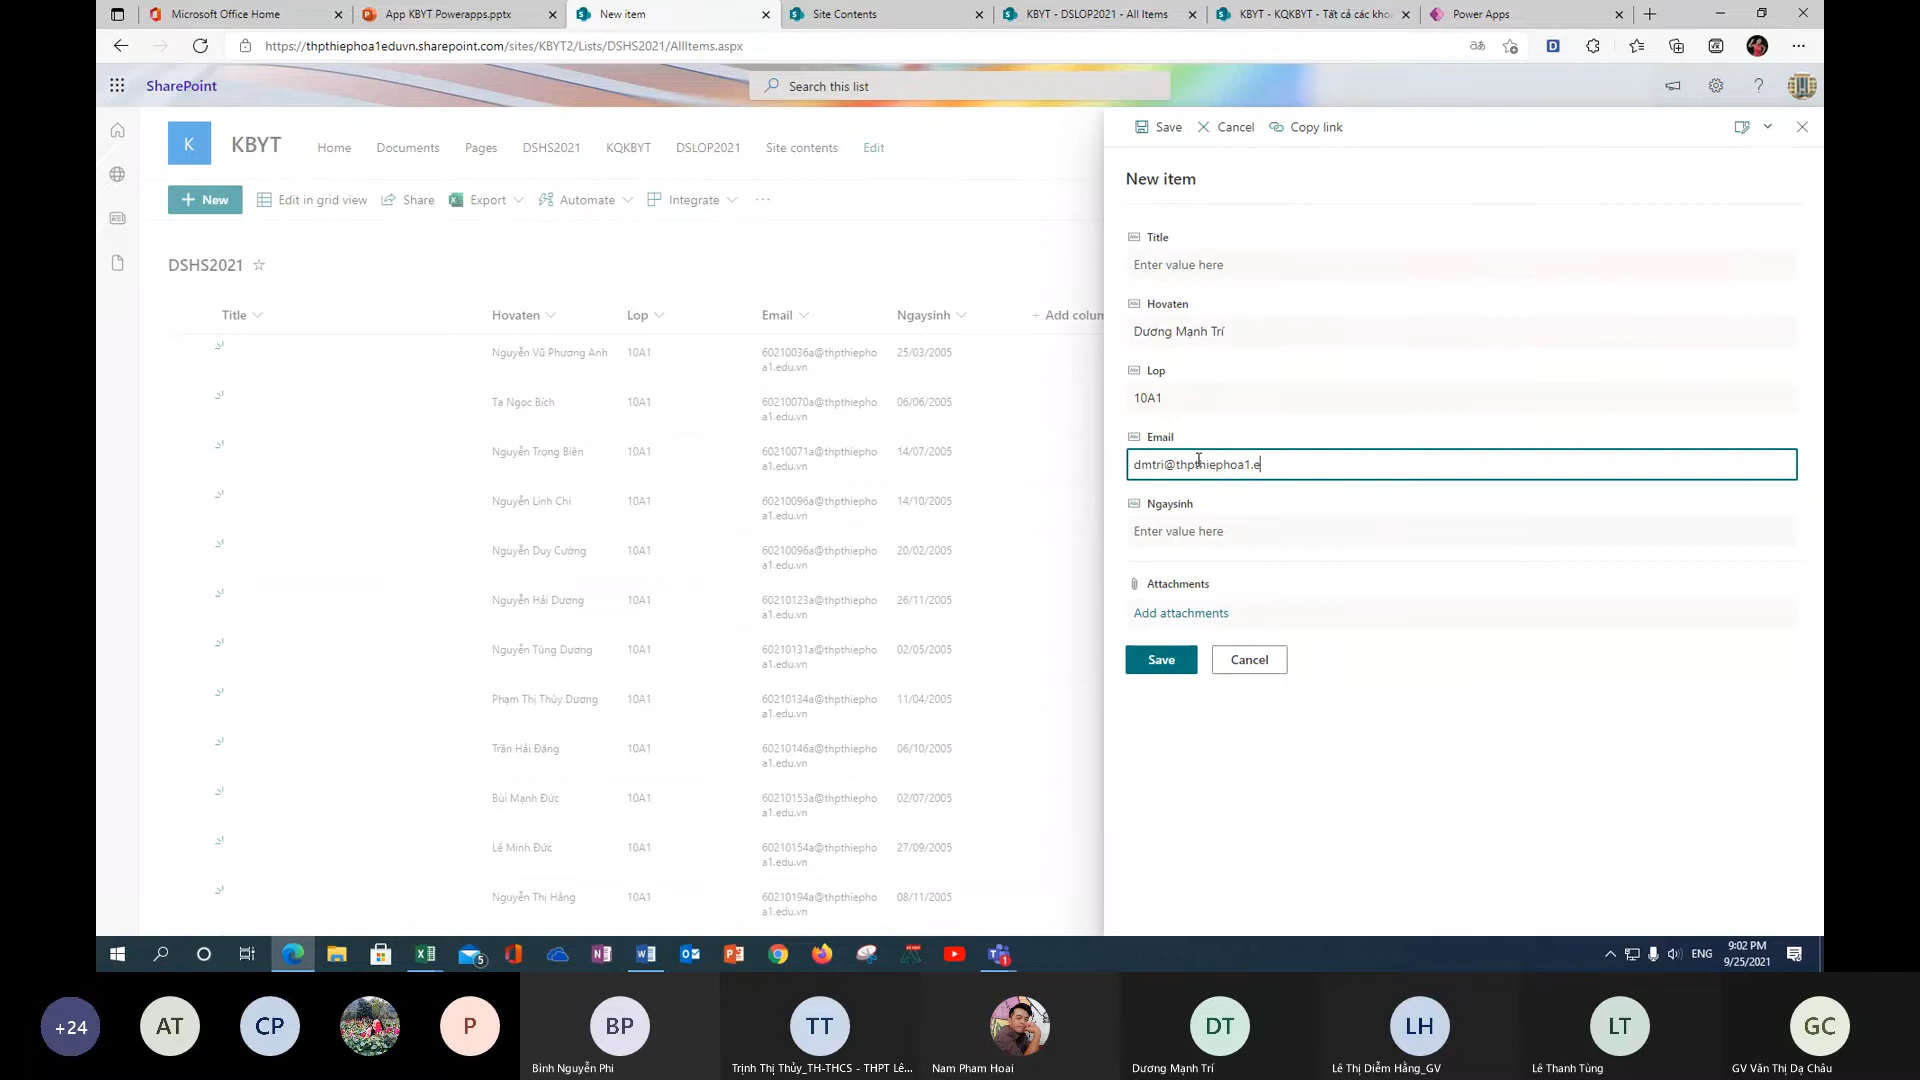 Microsoft Office Home
App KBYT Powerapps.pptx
New item
Site Contents
KBYT - DSLOP2021 - All Items
KBYT - KQKBYT - Tất cả các kho
Power Apps
https://thpthiephoa1eduvn.sharepoint.com/sites/KBYT2/Lists/DSHS2021/AllItems.aspx
SharePoint
Search this list
K
KBYT
Home
Documents
Pages
DSHS2021
KQKBYT
DSLOP2021
Site contents
Edit
New
Edit in grid view
Share
Export
Automate
Integrate
DSHS2021
Title
Hovaten
Lop
Email
Ngaysinh
Add colum
Nguyễn Vũ Phương Anh 10A1 60210036a@thpthiepho 25/03/2005
a1.edu.vn
Tạ Ngọc Bích 10A1 60210070a@thpthiepho 06/06/2005
a1.edu.vn
Nguyễn Trọng Biên 10A1 60210071a@thpthiepho 14/07/2005
a1.edu.vn
Nguyễn Linh Chi 10A1 60210096a@thpthiepho 14/10/2005
a1.edu.vn
Nguyễn Duy Cường 10A1 60210096a@thpthiepho 20/02/2005
a1.edu.vn
Nguyễn Hải Dương 10A1 60210123a@thpthiepho 26/11/2005
a1.edu.vn
Nguyễn Tùng Dương 10A1 60210131a@thpthiepho 02/05/2005
a1.edu.vn
Phạm Thị Thùy Dương 10A1 60210134a@thpthiepho 11/04/2005
a1.edu.vn
Trần Hải Đăng 10A1 60210146a@thpthiepho 06/10/2005
a1.edu.vn
Bùi Mạnh Đức 10A1 60210153a@thpthiepho 02/07/2005
a1.edu.vn
Lê Minh Đức 10A1 60210154a@thpthiepho 27/09/2005
a1.edu.vn
Nguyễn Thị Hằng 10A1 60210194a@thpthiepho 08/11/2005
a1.edu.vn
Save
Cancel
Copy link
New item
Title
Enter value here
Hovaten
Dương Mạnh Trí
Lop
10A1
Email
dmtri@thpthiephoa1.e
Ngaysinh
Enter value here
Attachments
Add attachments
Save
Cancel
ENG
9:02 PM
9/25/2021
+24
AT
CP
P
BP
TT
DT
LH
LT
GC
Bình Nguyễn Phi
Trịnh Thị Thủy_TH-THCS - THPT Lê...
Nam Pham Hoai
Dương Mạnh Trí
Lê Thị Diễm Hằng_GV
Lê Thanh Tùng
GV Văn Thị Dạ Châu